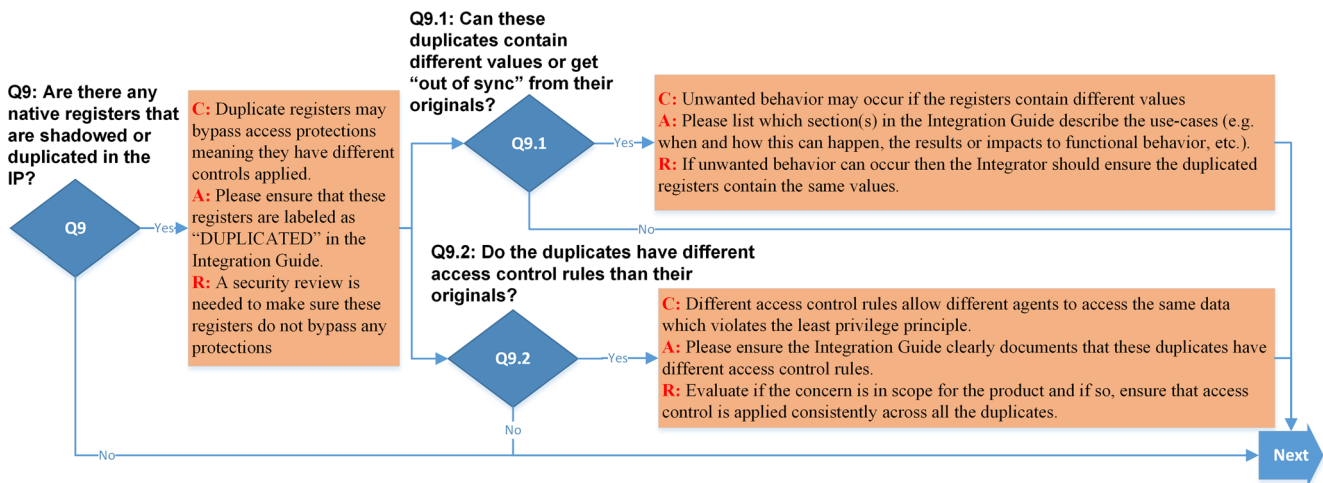 Q9: Are there any
native registers that
are shadowed or
duplicated in the
IP?
Q9
Yes
No
C: Duplicate registers may
bypass access protections
meaning they have different
controls applied.
A: Please ensure that these
registers are labeled as
“DUPLICATED” in the
Integration Guide.
R: A security review is
needed to make sure these
registers do not bypass any
protections
Q9.1: Can these
duplicates contain
different values or get
“out of sync” from their
originals?
Q9.1
Yes
No
C: Unwanted behavior may occur if the registers contain different values
A: Please list which section(s) in the Integration Guide describe the use-cases (e.g.
when and how this can happen, the results or impacts to functional behavior, etc.).
R: If unwanted behavior can occur then the Integrator should ensure the duplicated
registers contain the same values.
Q9.2: Do the duplicates have different
access control rules than their
originals?
Q9.2
Yes
No
C: Different access control rules allow different agents to access the same data
which violates the least privilege principle.
A: Please ensure the Integration Guide clearly documents that these duplicates have
different access control rules.
R: Evaluate if the concern is in scope for the product and if so, ensure that access
control is applied consistently across all the duplicates.
Next